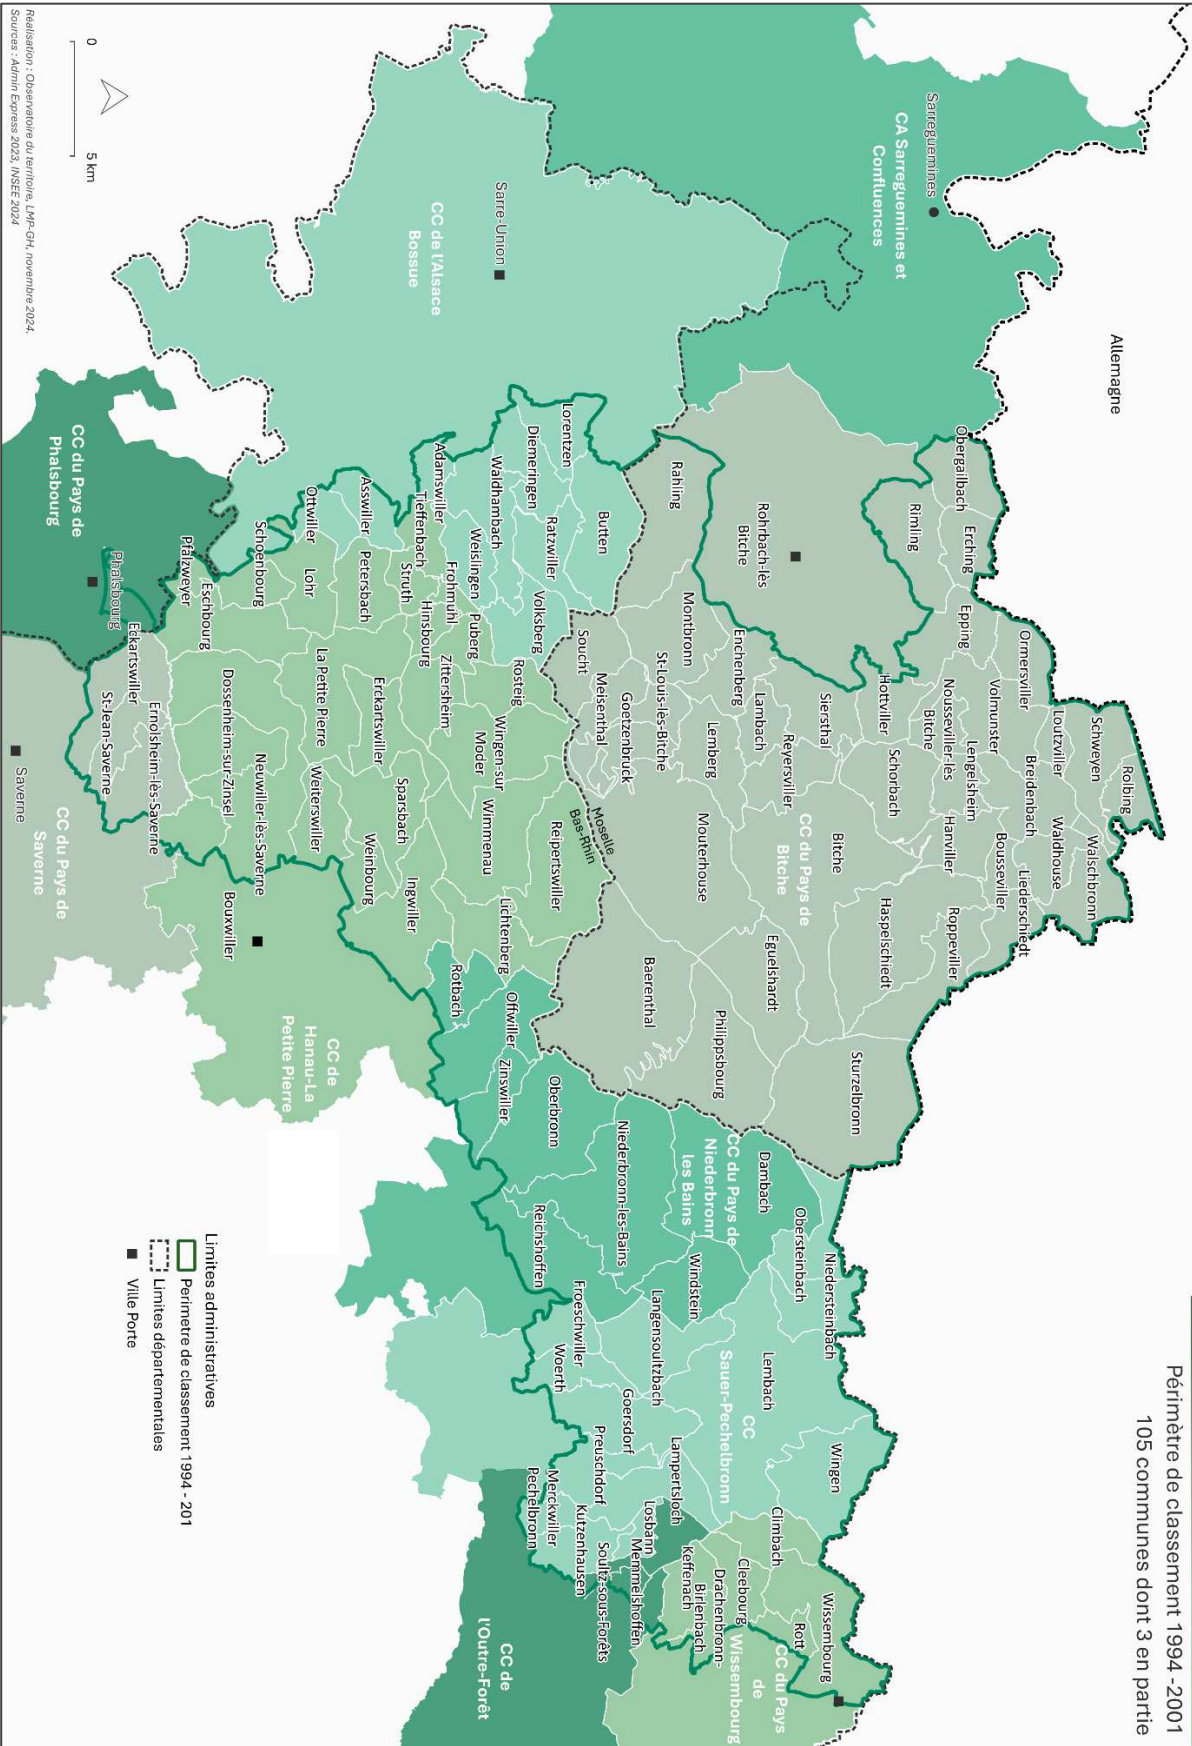 Périmètre de classement 1994 -2001
105 communes dont 3 en partie
Allemagne
Sarreguemines
CA Sarreguemines et
Confluences
Sarre-Union
CC de l'Alsace
Bossue
Obergailbach
Erching
Rimling
Epping
Ormersville
Volmunster
Loutzviller
Schweyen
Rolbing
Breidenbach
Waldhouse
Walschbronn
Lengelsheim
Nousseviller-lès
Bitche
Hanviller
Bousseviller
Liederschiedt
Roppeviller
Hottviller
Schorbach
Haspelschiedt
Siersthal
Bitche
Reyersviller
CC du Pays de
Bitche
Sturzelbronn
Eguelshardt
Rohrbach-lès
Bitche
Rahling
Montbronn
Enchenberg
Lambach
Lemberg
Mouterhouse
Philippsbourg
Baerenthal
St-Louis-lès-Bitche
Goetzenbruck
Meisenthal
Soucht
Moselle
Bas-Rhin
Butten
Lorentzen
Diemeringen
Ratzwiller
Volksberg
Waldhambach
Weislingen
Adamswiller
Tieffenbach
Frohmuhl
Puberg
Hinsbourg
Struth
Rosteig
Wingen-sur
Moder
Zittersheim
Wimmenau
Reipertswiller
Lichtenberg
Asswiller
Petersbach
Ottwiller
Lohr
Erckartswiller
Sparsbach
Ingwiller
La Petite Pierre
Weiterswiller
Weinbourg
Schoenbourg
Eschbourg
Pfalzweyer
Dossenheim-sur-Zinsel
Neuwiller-lès-Saverne
Bouxwiller
CC de
Hanau-La
Petite Pierre
Phalsbourg
CC du Pays de
Phalsbourg
Eckartswiller
Ernolsheim-lès-Saverne
St-Jean-Saverne
Saverne
CC du Pays de
Saverne
Rotbach
Offwiller
Zinswiller
Oberbronn
Niederbronn-les-Bains
Reichshoffen
CC du Pays de
Niederbronn
les Bains
Dambach
Windstein
Obersteinbach
Niedersteinbach
Lembach
Wingen
CC
Sauer-Pechelbronn
Langensoultzbach
Froeschwiller
Woerth
Goersdorf
Preuschdorf
Lampertsloch
Merckwiller
Pechelbronn
Kutzenhausen
Soultz-sous-Forêts
Losbann
Memmelshoffen
Keffenach
Birlenbach
Drachenbronn-
Cleebourg
Climbach
Rott
Wissembourg
CC du Pays
de
Wissembourg
CC de
l'Outre-Forêt
Limites administratives
Perimetre de classement 1994 - 201
Limites départementales
Ville Porte
0
5 km
Réalisation : Observatoire du territoire, LMP-GH, novembre 2024.
Sources : Admin Express 2023, INSEE 2024